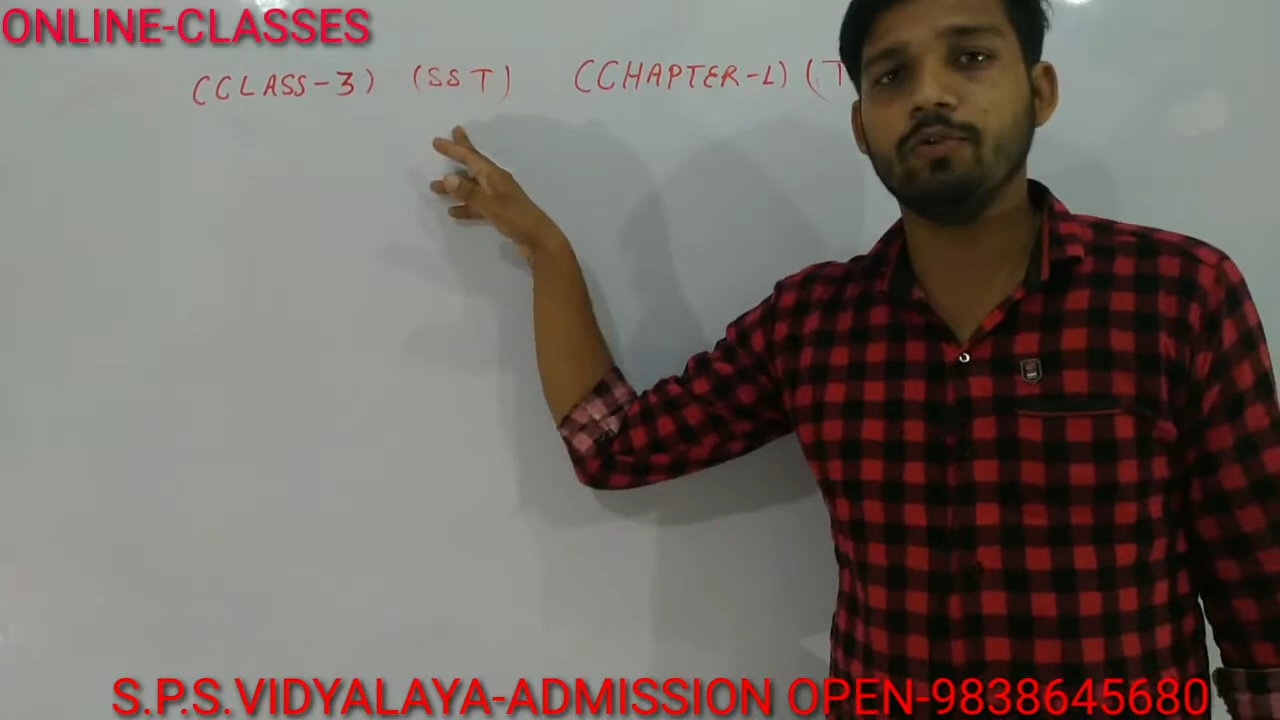 ONLINE-CLASSES
(CLASS-3) (SST) (CHAPTER-1) (T
S.P.S.VIDYALAYA-ADMISSION OPEN-9838645680